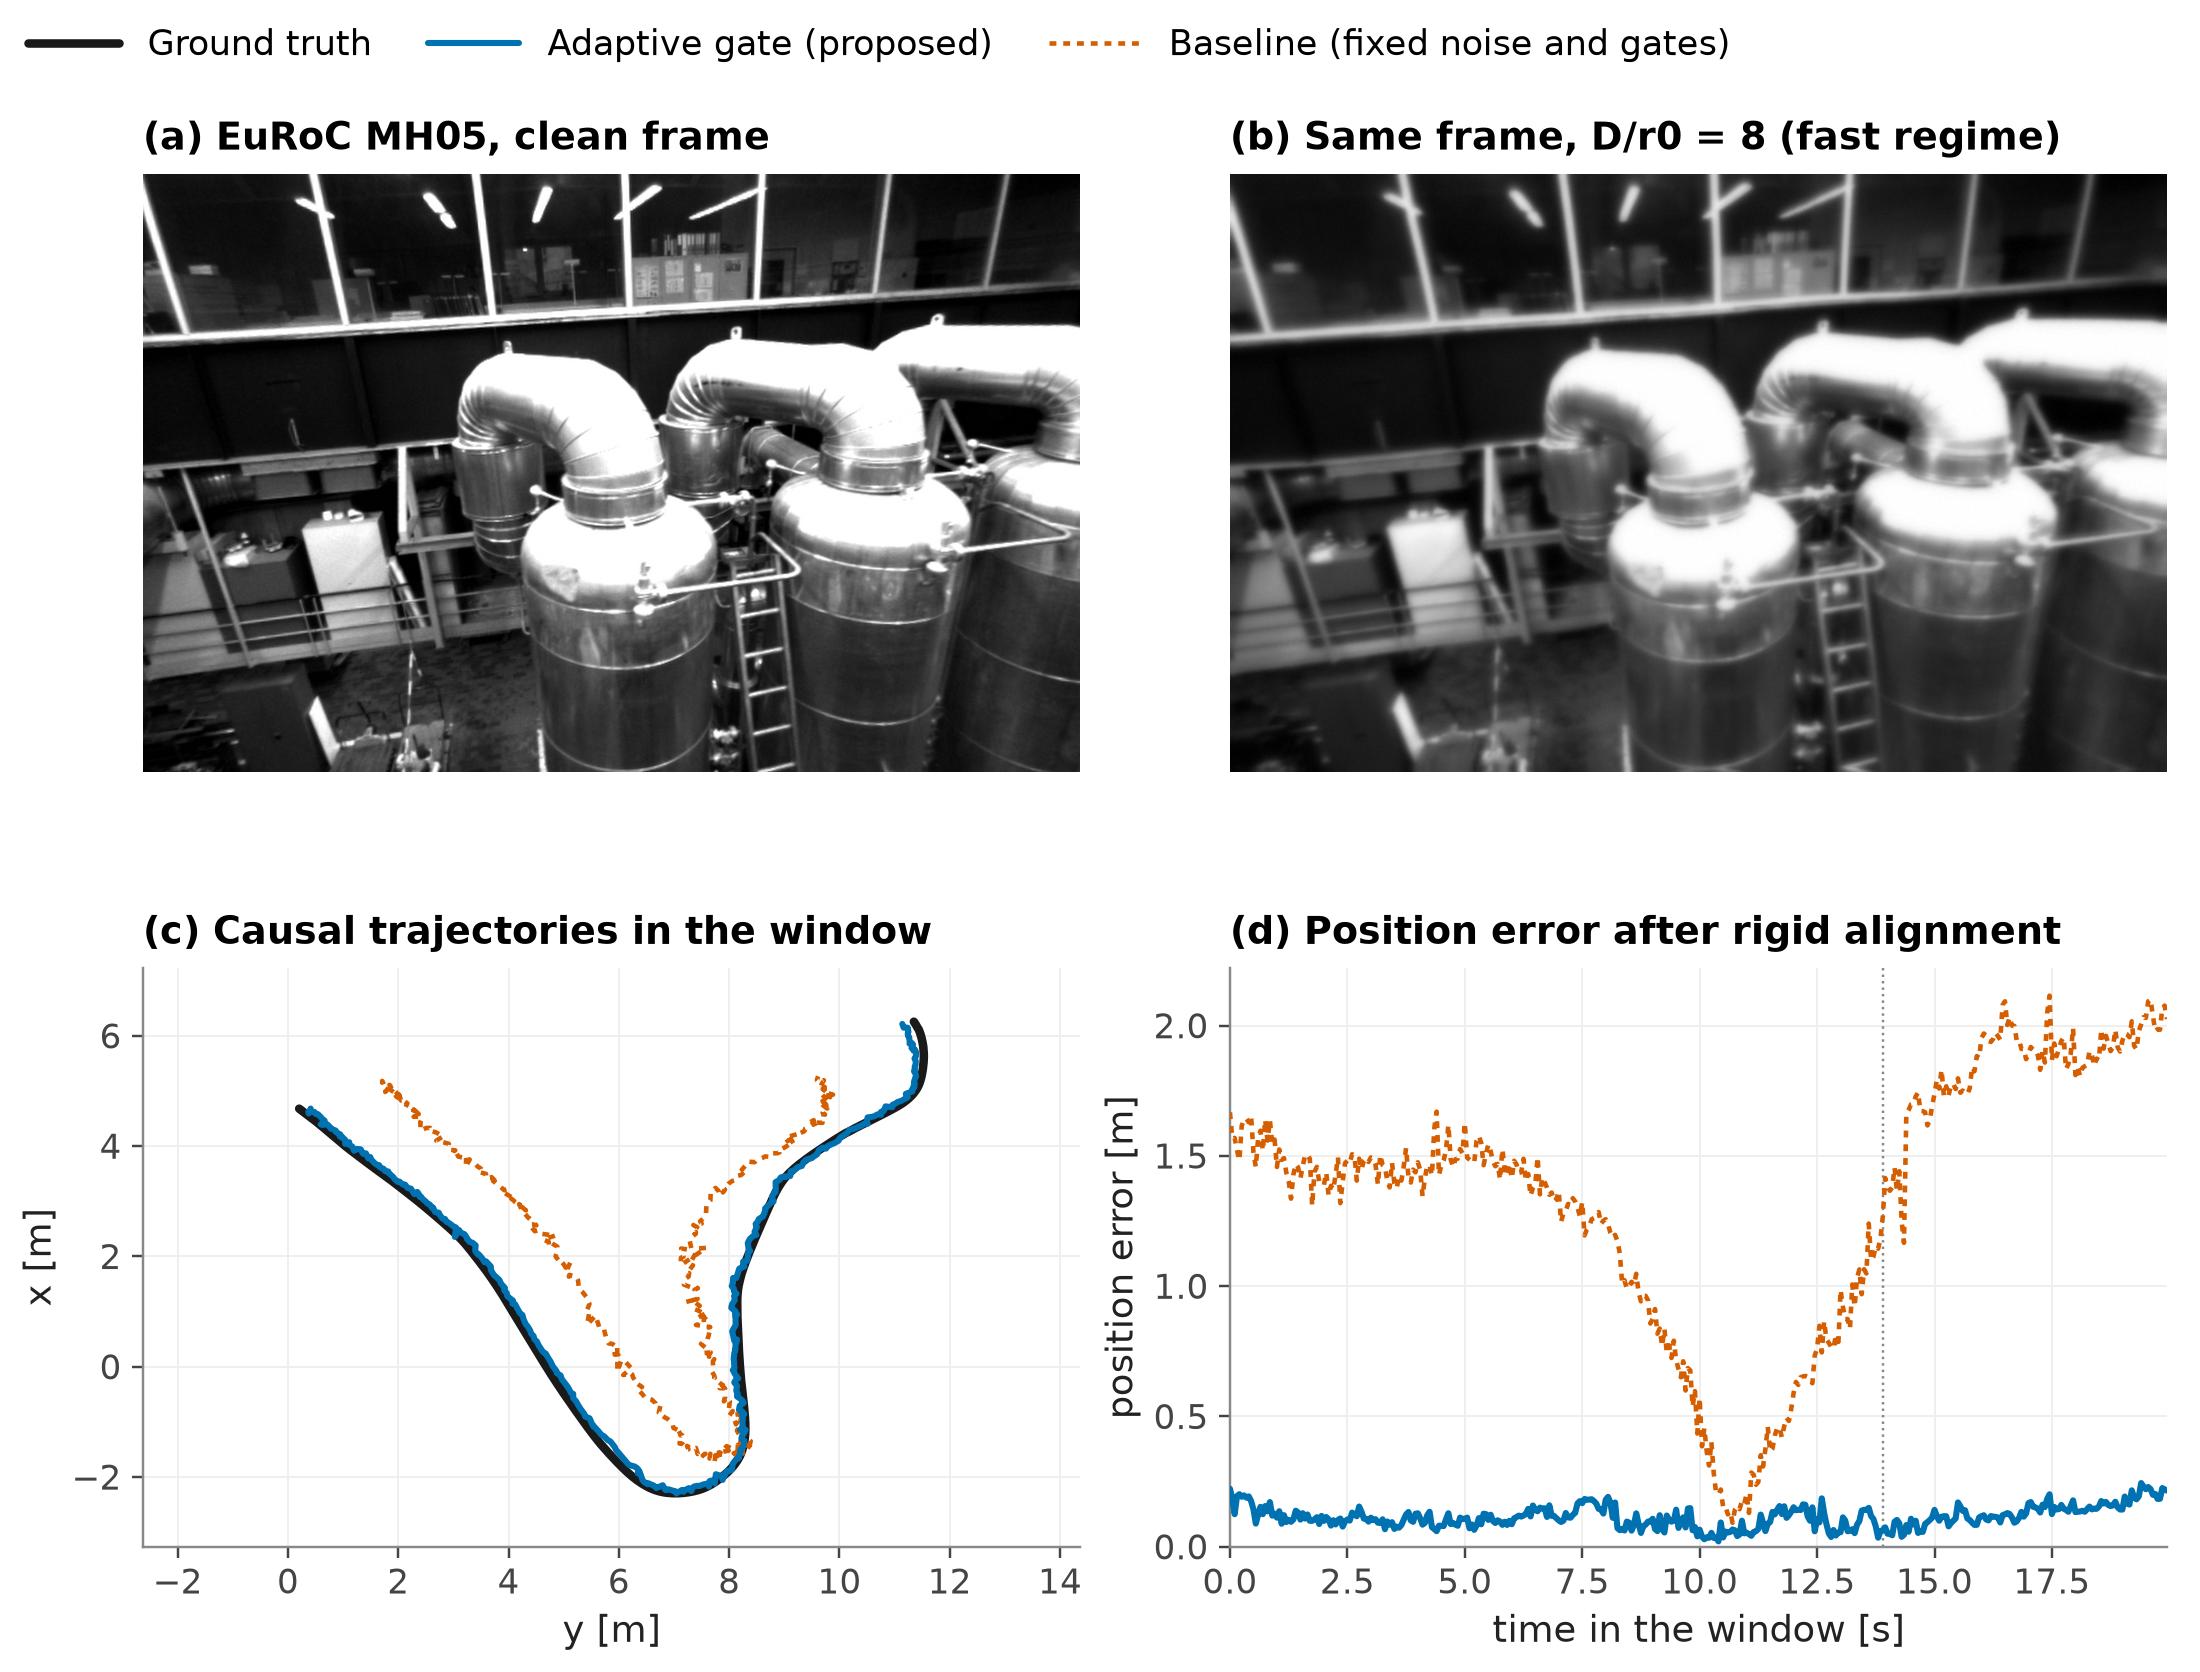 Ground truth
Adaptive gate (proposed)
Baseline (fixed noise and gates)
(a) EuRoC MH05, clean frame
(b) Same frame, D/r0 = 8 (fast regime)
(c) Causal trajectories in the window
6
4
2
0
−2
x [m]
−2 0 2 4 6 8 10 12 14
y [m]
(d) Position error after rigid alignment
2.0
1.5
1.0
0.5
0.0
position error [m]
0.0 2.5 5.0 7.5 10.0 12.5 15.0 17.5
time in the window [s]